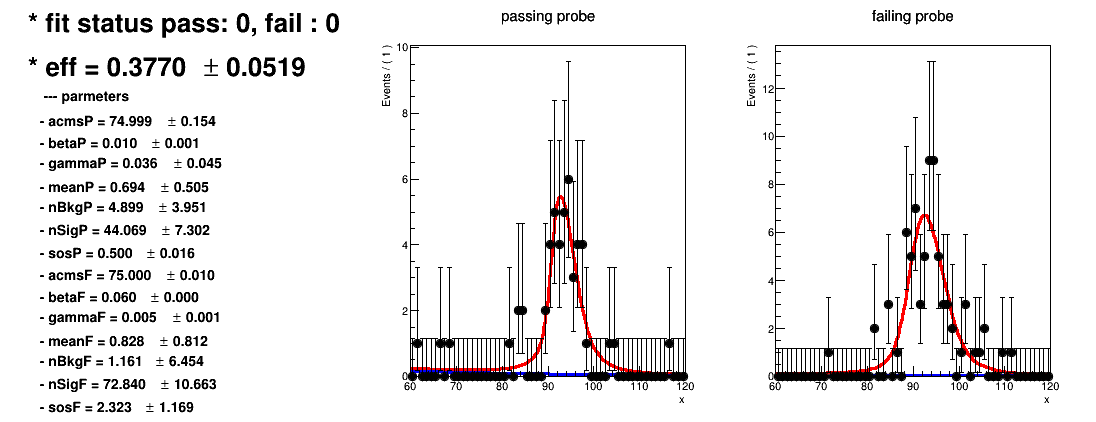 * fit status pass: 0, fail : 0
* eff = 0.3770 ± 0.0519
--- parmeters
- acmsP = 74.999 ± 0.154
- betaP = 0.010 ± 0.001
- gammaP = 0.036 ± 0.045
- meanP = 0.694 ± 0.505
- nBkgP = 4.899 ± 3.951
- nSigP = 44.069 ± 7.302
- sosP = 0.500 ± 0.016
- acmsF = 75.000 ± 0.010
- betaF = 0.060 ± 0.000
- gammaF = 0.005 ± 0.001
- meanF = 0.828 ± 0.812
- nBkgF = 1.161 ± 6.454
- nSigF = 72.840 ± 10.663
- sosF = 2.323 ± 1.169
passing probe
Events / ( 1 )
10
8
6
4
2
0
60 70 80 90 100 110 120
x
failing probe
Events / ( 1 )
12
10
8
6
4
2
0
60 70 80 90 100 110 120
x